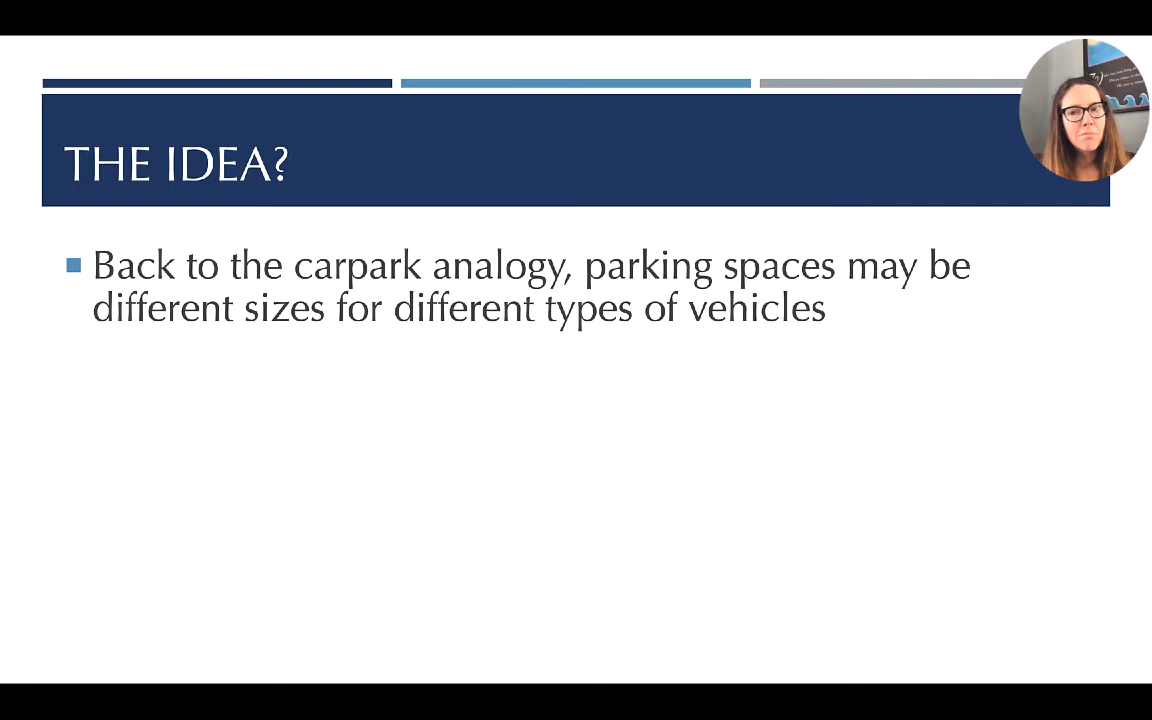 THE IDEA?
Back to the carpark analogy, parking spaces may be
different sizes for different types of vehicles